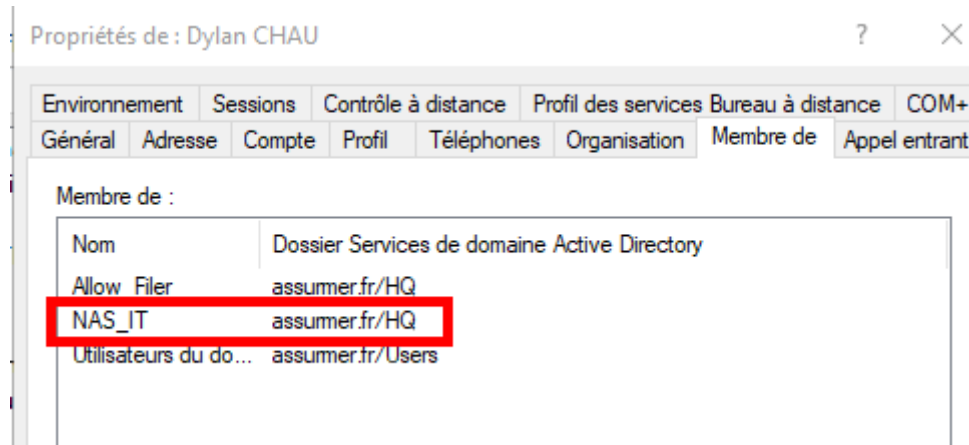 Propriétés de : Dylan CHAU ? ×
Environnement Sessions Contrôle à distance Profil des services Bureau à distance COM+
Général Adresse Compte Profil Téléphones Organisation Membre de Appel entrant
Membre de :
Nom Dossier Services de domaine Active Directory
Allow_Filer assurmer.fr/HQ
NAS_IT assurmer.fr/HQ
Utilisateurs du do... assurmer.fr/Users